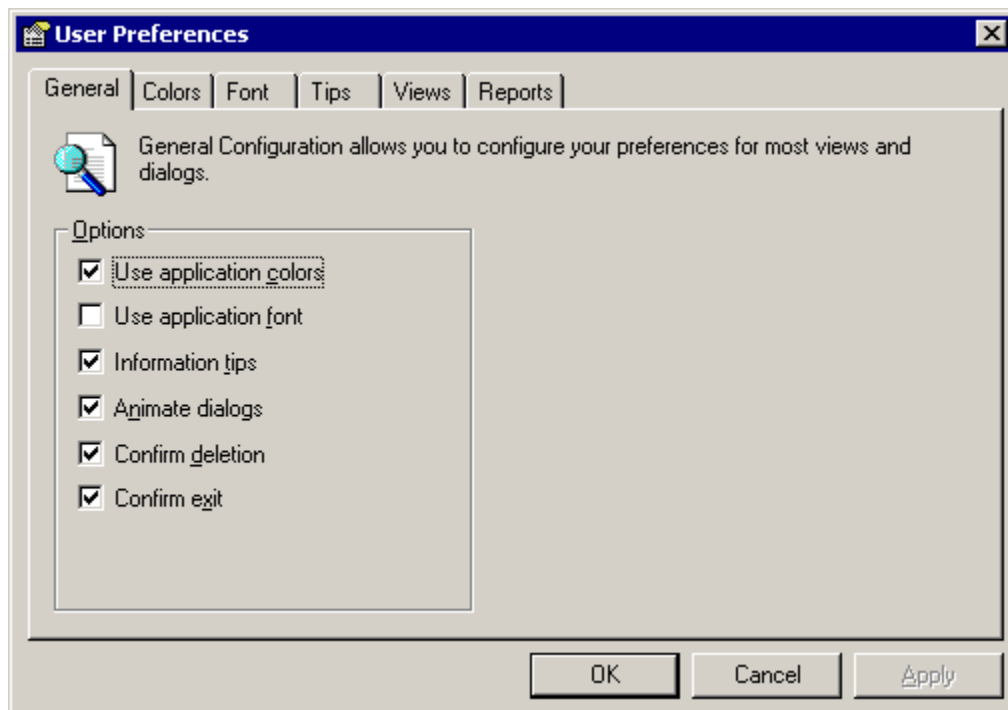 User Preferences
General Colors Font Tips Views Reports
General Configuration allows you to configure your preferences for most views and
dialogs.
Options
Use application colors
Use application font
Information tips
Animate dialogs
Confirm deletion
Confirm exit
OK Cancel Apply